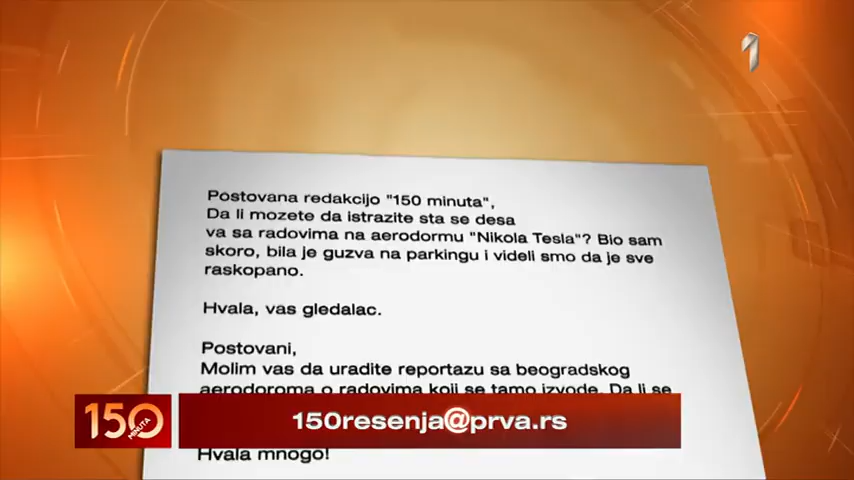 1
Postovana redakcijo "150 minuta",
Da li mozete da istrazite sta se desa
va sa radovima na aerodormu "Nikola Tesla"? Bio sam
skoro, bila je guzva na parkingu i videli smo da je sve
raskopano.
Hvala, vas gledalac.
Postovani,
Molim vas da uradite reportazu sa beogradskog
aerodoroma o radovima koji se tamo izvode. Da li se
150
MINUTA
150resenja@prva.rs
Hvala mnogo!